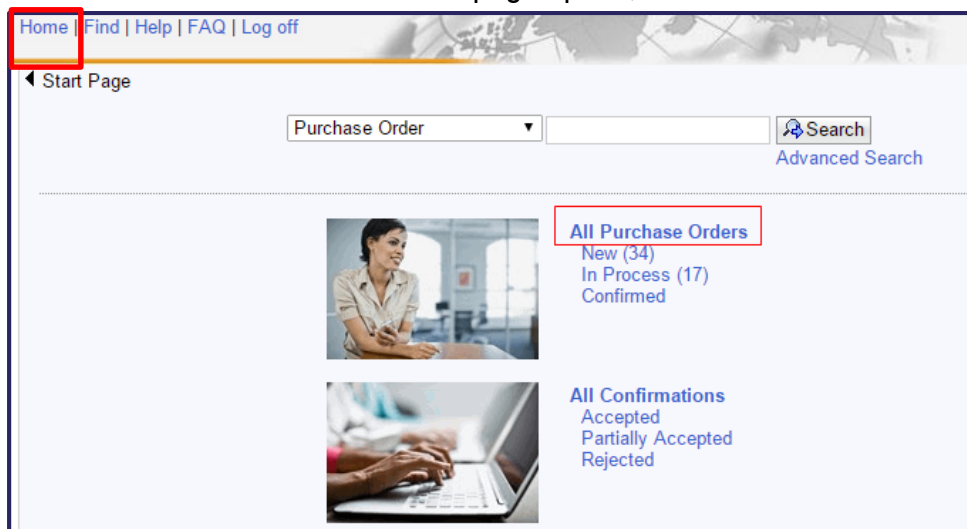 Home | Find | Help | FAQ | Log off
Start Page
Purchase Order
Search
Advanced Search
All Purchase Orders
New (34)
In Process (17)
Confirmed
All Confirmations
Accepted
Partially Accepted
Rejected